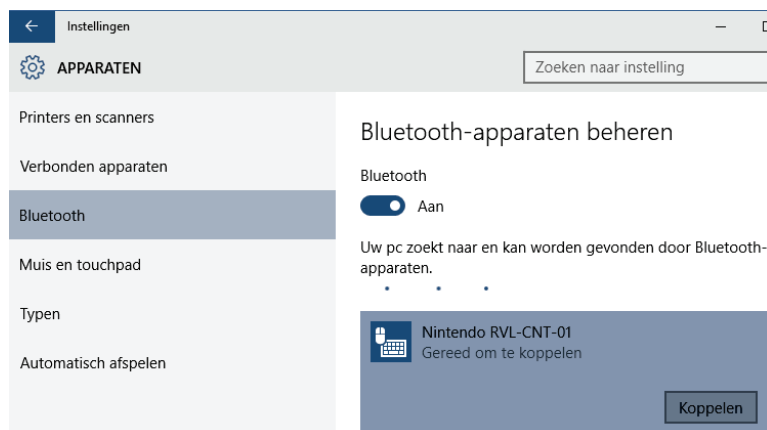 Instellingen
APPARATEN
Zoeken naar instelling
Printers en scanners
Verbonden apparaten
Bluetooth
Muis en touchpad
Typen
Automatisch afspelen
Bluetooth-apparaten beheren
Bluetooth
Aan
Uw pc zoekt naar en kan worden gevonden door Bluetooth-
apparaten.
Nintendo RVL-CNT-01
Gereed om te koppelen
Koppelen